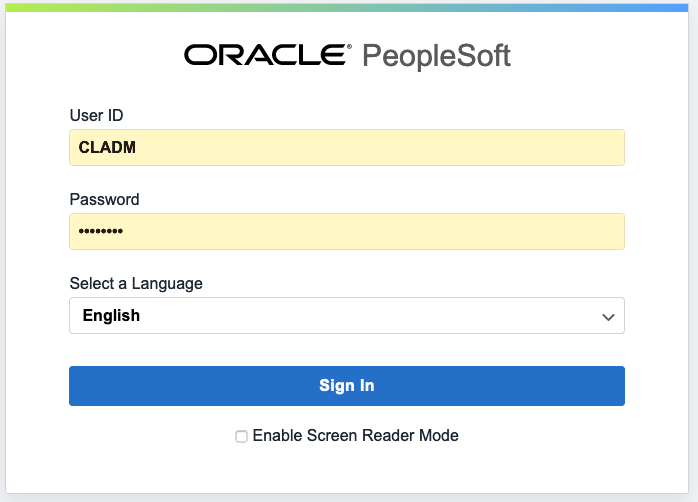 ORACLE® PeopleSoft
User ID
CLADM
Password
••••••••
Select a Language
English
Sign In
Enable Screen Reader Mode